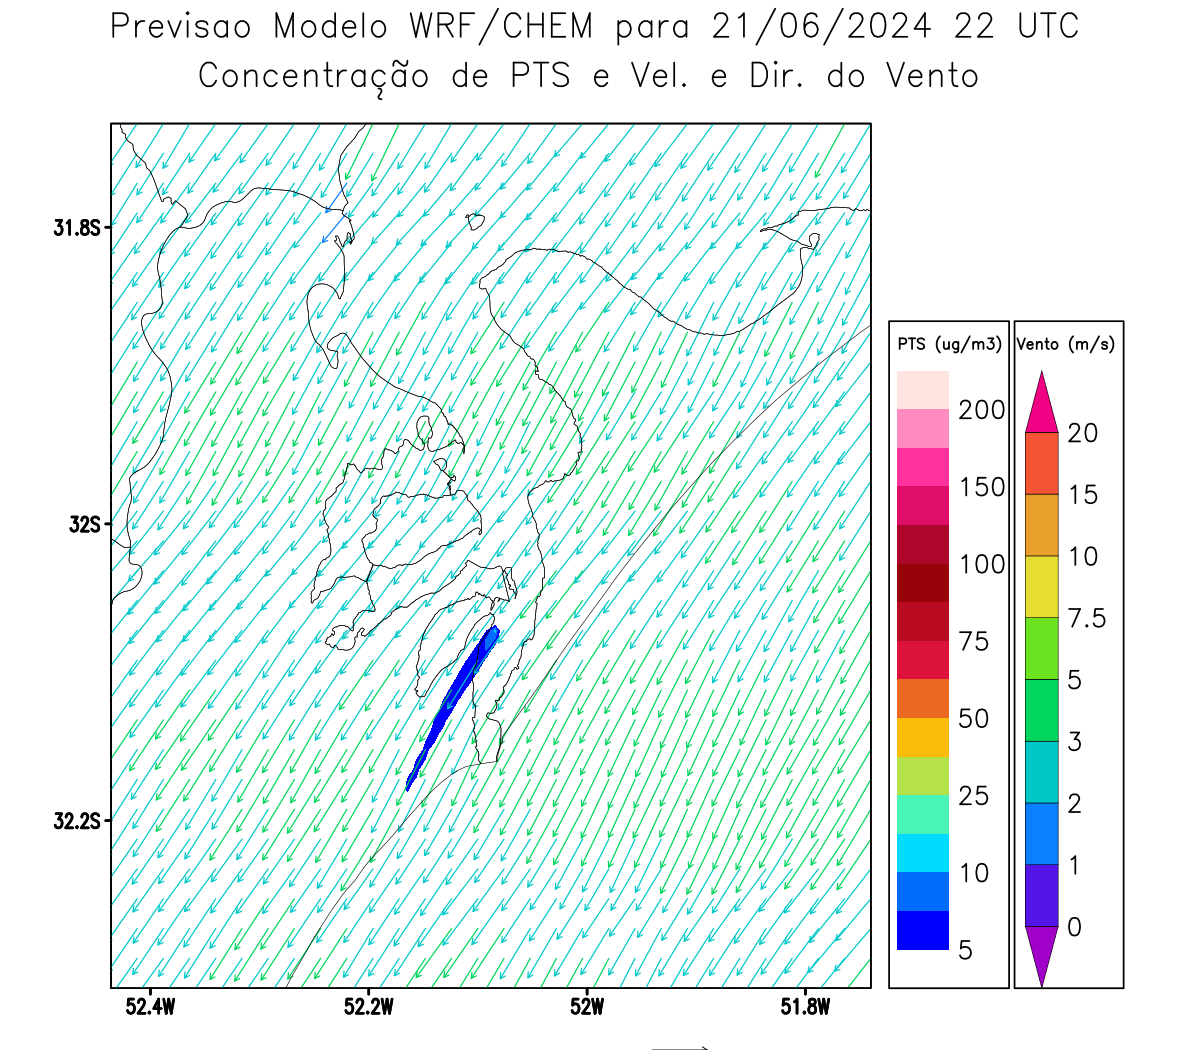 Previsao Modelo WRF/CHEM para 21/06/2024 22 UTC
Concentração de PTS e Vel. e Dir. do Vento
31.8S
32S
32.2S
52.4W
52.2W
52W
51.8W
PTS (ug/m3)
200
150
100
75
50
25
10
5
Vento (m/s)
20
15
10
7.5
5
3
2
1
0